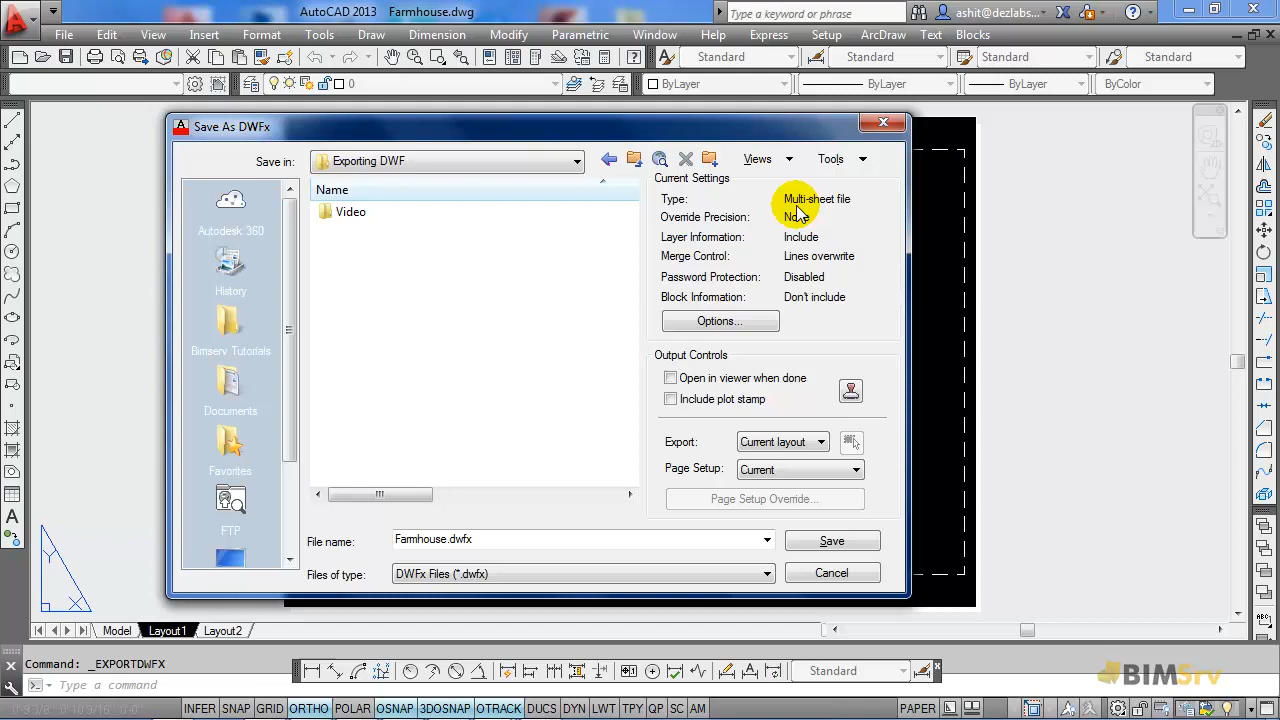 AutoCAD 2013 Farmhouse.dwg
Type a keyword or phrase
ashit@dezlabs...
File Edit View Insert Format Tools Draw Dimension Modify Parametric Window Help Express Setup ArcDraw Text Blocks
Standard Standard Standard Standard
0 ByLayer ByLayer ByLayer ByColor
Save As DWFx
Save in: Exporting DWF Views Tools
Name
Video
Autodesk 360
History
Bimserv Tutorials
Documents
Favorites
FTP
Current Settings
Type: Multi-sheet file
Override Precision: None
Layer Information: Include
Merge Control: Lines overwrite
Password Protection: Disabled
Block Information: Don't include
Options...
Output Controls
Open in viewer when done
Include plot stamp
Export: Current layout
Page Setup: Current
Page Setup Override...
File name: Farmhouse.dwfx Save
Files of type: DWFx Files (*.dwfx) Cancel
Y
X
Model Layout1 Layout2
Command: _EXPORTDWFX
Standard
Type a command
BIMSrv
INFER SNAP GRID ORTHO POLAR OSNAP 3DOSNAP OTRACK DUCS DYN LWT TPY QP SC AM PAPER